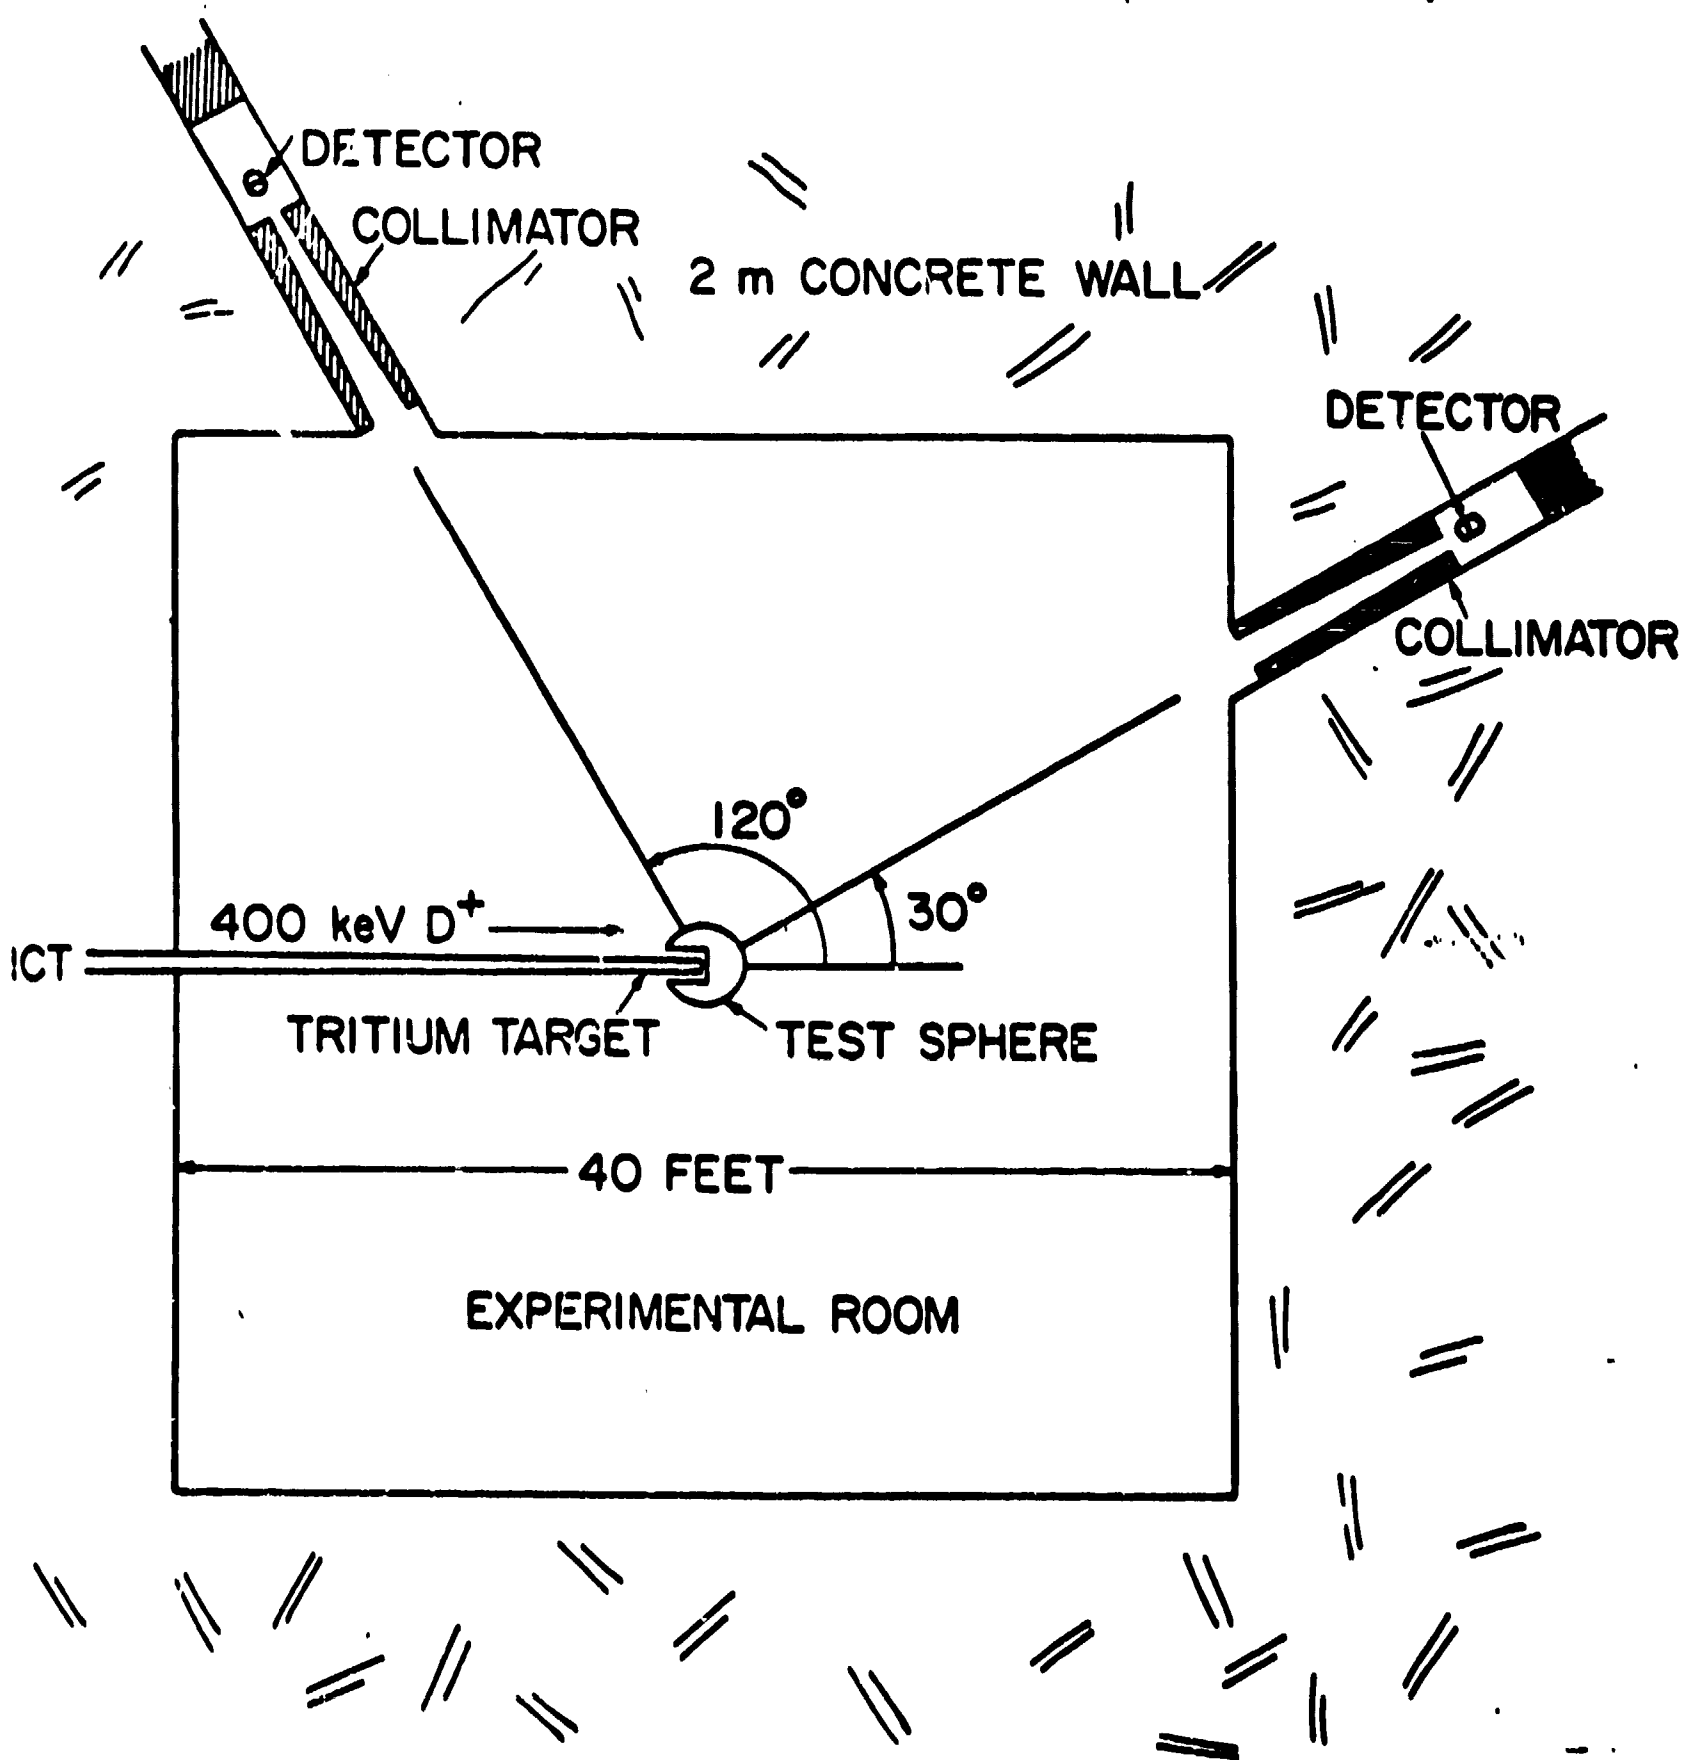 DETECTOR
COLLIMATOR
2 m CONCRETE WALL
DETECTOR
COLLIMATOR
120°
30°
400 keV D+
ICT
TRITIUM TARGET
TEST SPHERE
40 FEET
EXPERIMENTAL ROOM